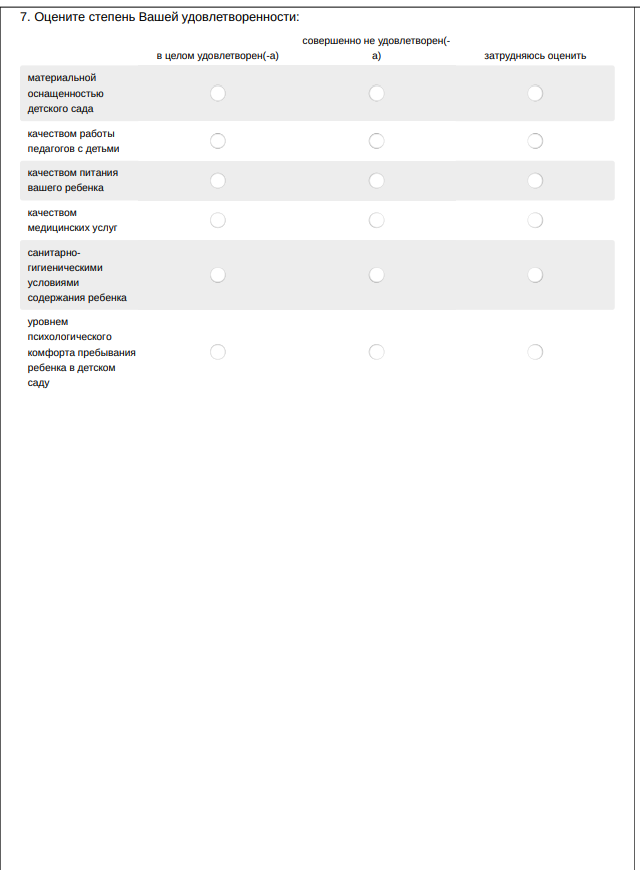 7. Оцените степень Вашей удовлетворенности:
в целом удовлетворен(-а)
совершенно не удовлетворен(-
а)
затрудняюсь оценить
материальной
оснащенностью
детского сада
качеством работы
педагогов с детьми
качеством питания
вашего ребенка
качеством
медицинских услуг
санитарно-
гигиеническими
условиями
содержания ребенка
уровнем
психологического
комфорта пребывания
ребенка в детском
саду